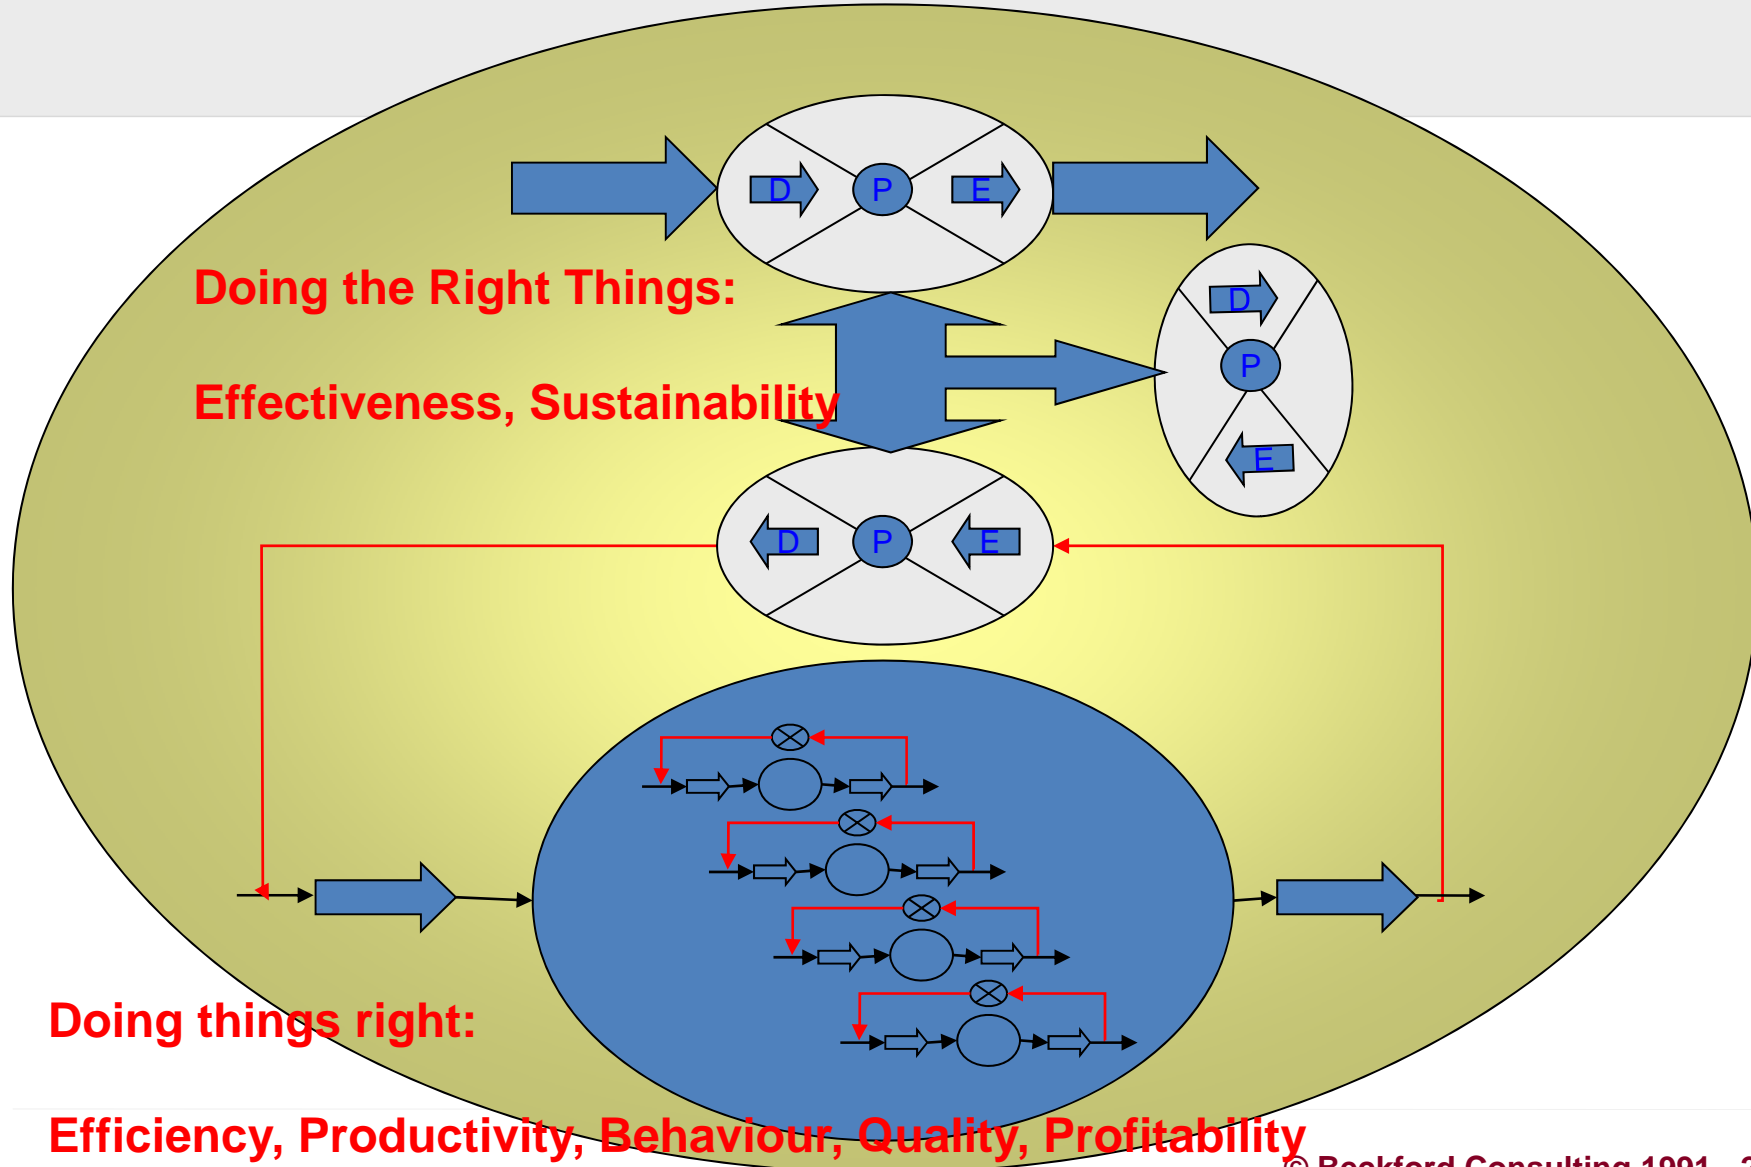 D P E
Doing the Right Things:
D
P
Effectiveness, Sustainability
E
D P E
Doing things right:
Efficiency, Productivity, Behaviour, Quality, Profitability
© Beckford Consulting 1991 -